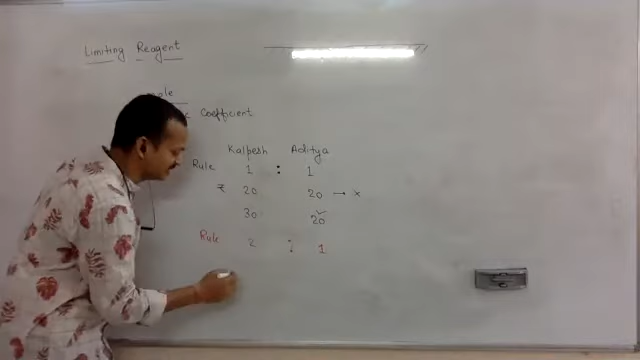 Limiting Reagent
Coefficient
Kalpesh Aditya
Rule 1 : 1
₹ 20 20 → x
30 20 ✓
Rule 2 : 1